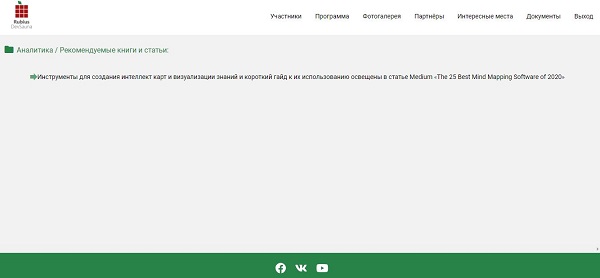 Rubius
DevSauna
Участники Программа Фотогалерея Партнёры Интересные места Документы Выход
Аналитика / Рекомендуемые книги и статьи:
Инструменты для создания интеллект карт и визуализации знаний и короткий гайд к их использованию освещены в статье Medium «The 25 Best Mind Mapping Software of 2020»